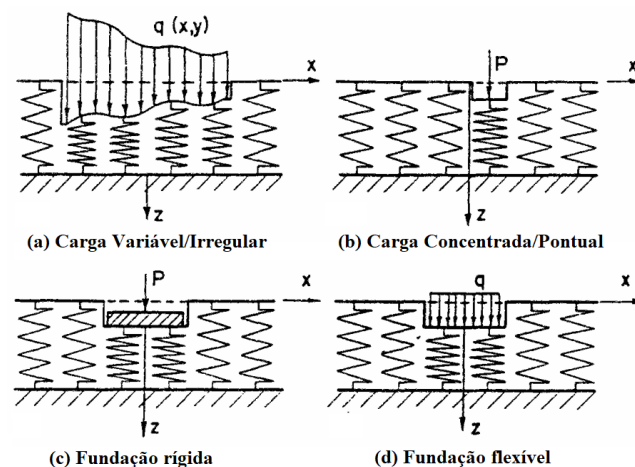 q (x,y)
x
z
(a) Carga Variável/Irregular
P
x
z
(b) Carga Concentrada/Pontual
P
x
z
(c) Fundação rígida
q
x
z
(d) Fundação flexível